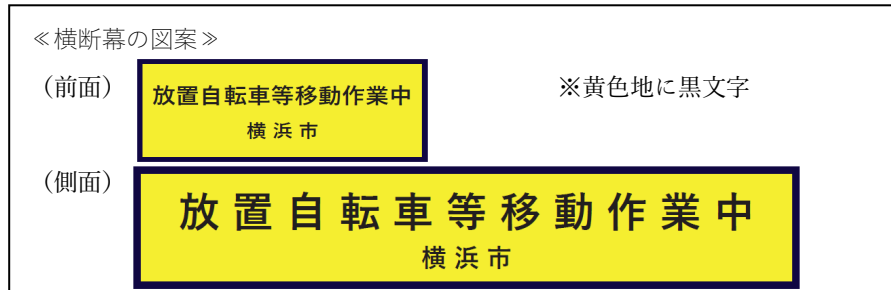 ≪横断幕の図案≫
(前面)
放置自転車等移動作業中
横浜市
※黄色地に黒文字
(側面)
放置自転車等移動作業中
横浜市